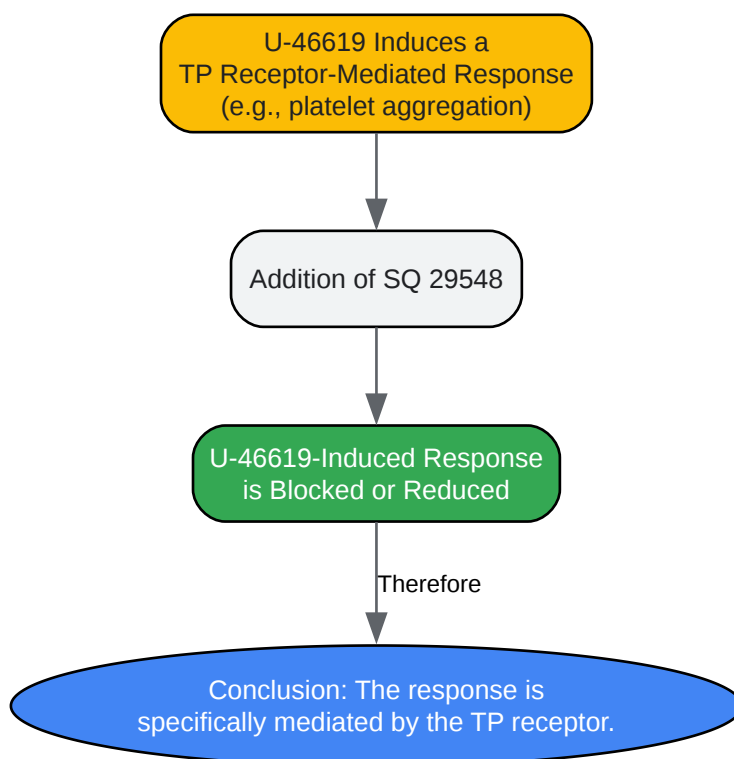 U-46619 Induces a
TP Receptor-Mediated Response
(e.g., platelet aggregation)
Addition of SQ 29548
U-46619-Induced Response
is Blocked or Reduced
Therefore
Conclusion: The response is
specifically mediated by the TP receptor.